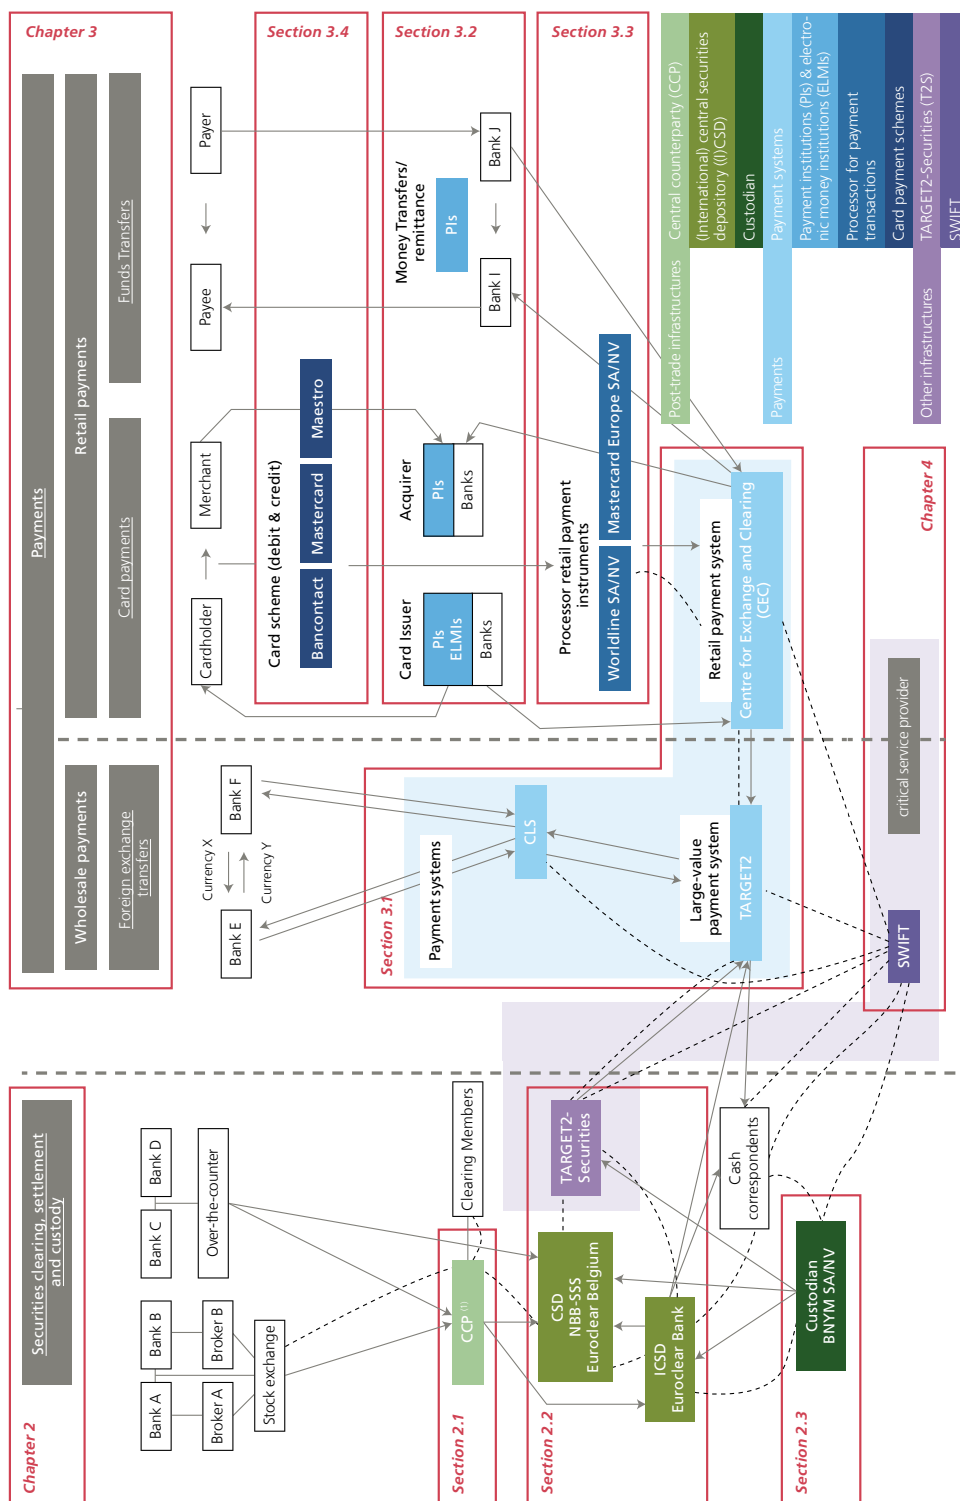 Chapter 2
Securities clearing, settlement
and custody
Bank A
Bank B
Bank C
Bank D
Broker A
Broker B
Over-the-counter
Stock exchange
Section 2.1
CCP (1)
Clearing Members
Section 2.2
CSD
NBB-SSS
Euroclear Belgium
TARGET2-
Securities
ICSD
Euroclear Bank
Cash
correspondents
Section 2.3
Custodian
BNYM SA/NV
Chapter 3
Payments
Wholesale payments
Retail payments
Foreign exchange
transfers
Card payments
Funds Transfers
Bank E
Currency X
Currency Y
Bank F
Cardholder
Merchant
Payee
Payer
Section 3.4
Card scheme (debit & credit)
Bancontact
Mastercard
Maestro
Section 3.2
Card Issuer
PIs
ELMIs
Banks
Acquirer
PIs
Banks
Money Transfers/
remittance
PIs
Bank I
Bank J
Section 3.3
Processor retail payment
instruments
Worldline SA/NV
Mastercard Europe SA/NV
Section 3.1
Payment systems
CLS
Large-value
payment system
TARGET2
Retail payment system
Centre for Exchange and Clearing
(CEC)
Chapter 4
SWIFT
critical service provider
Post-trade infrastructures
Central counterparty (CCP)
(International) central securities
depository ((I)CSD)
Custodian
Payments
Payment systems
Payment institutions (PIs) & electro-
nic money institutions (ELMIs)
Processor for payment
transactions
Card payment schemes
Other infrastructures
TARGET2-Securities (T2S)
SWIFT